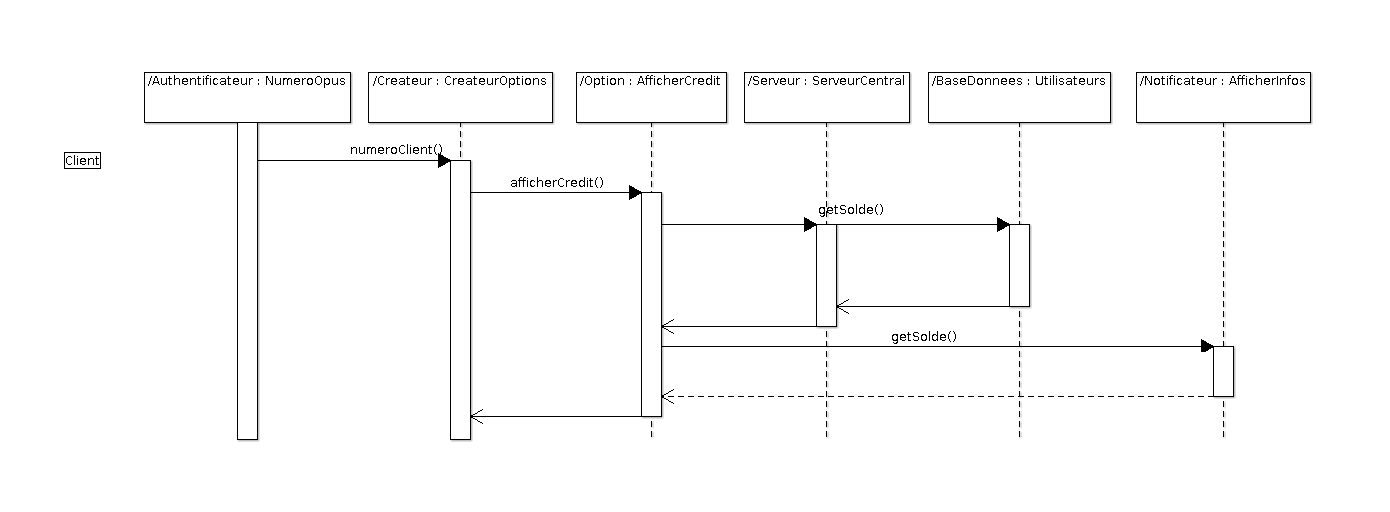 /Authentificateur : NumeroOpus
/Createur : CreateurOptions
/Option : AfficherCredit
/Serveur : ServeurCentral
/BaseDonnees : Utilisateurs
/Notificateur : AfficherInfos
Client
numeroClient()
afficherCredit()
getSolde()
getSolde()